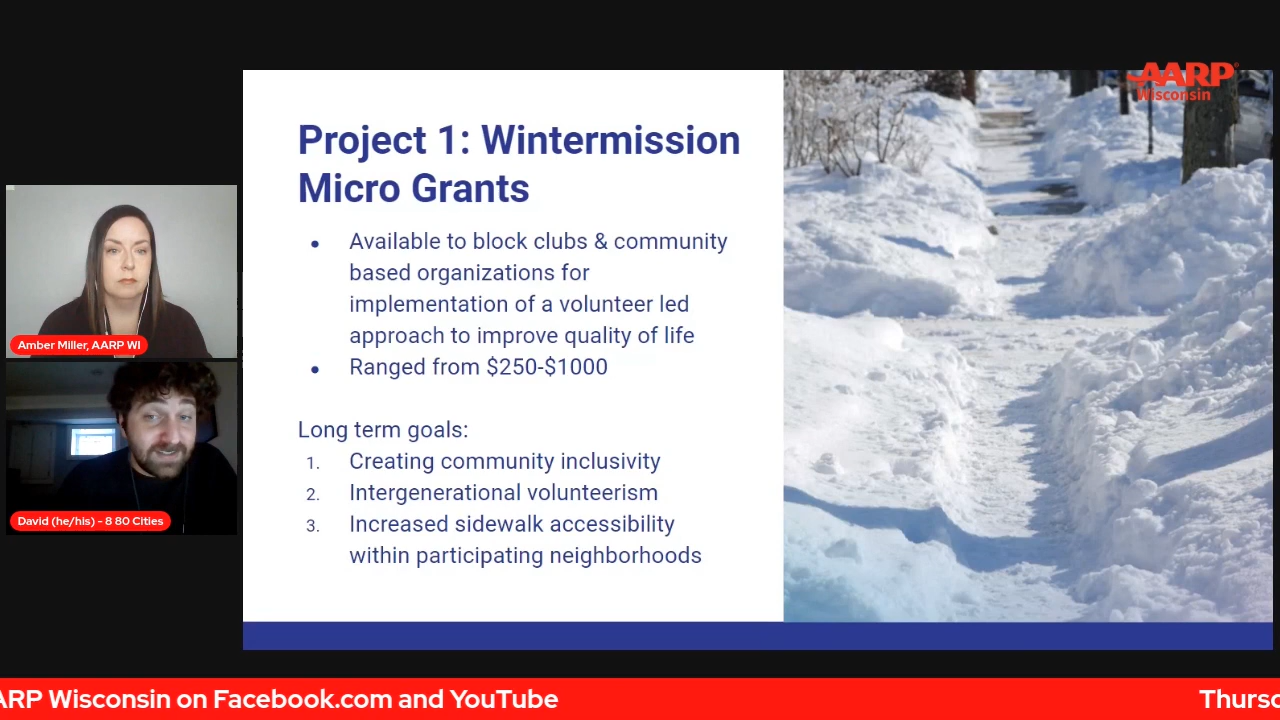 AARP
Wisconsin
Project 1: Wintermission
Micro Grants
● Available to block clubs & community
based organizations for
implementation of a volunteer led
approach to improve quality of life
● Ranged from $250-$1000
Long term goals:
1. Creating community inclusivity
2. Intergenerational volunteerism
3. Increased sidewalk accessibility
within participating neighborhoods
Amber Miller, AARP WI
David (he/his) - 8 80 Cities
ARP Wisconsin on Facebook.com and YouTube